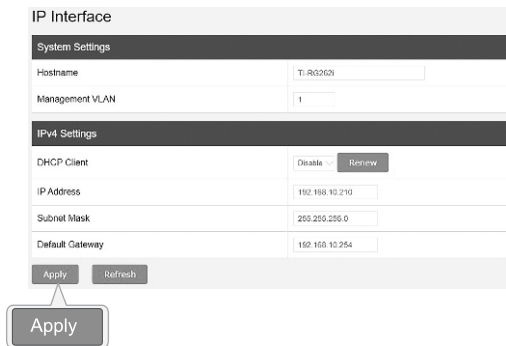 IP Interface
System Settings
Hostname TI-RG262i
Management VLAN 1
IPv4 Settings
DHCP Client Disable Renew
IP Address 192.168.10.210
Subnet Mask 255.255.255.0
Default Gateway 192.168.10.254
Apply Refresh
Apply